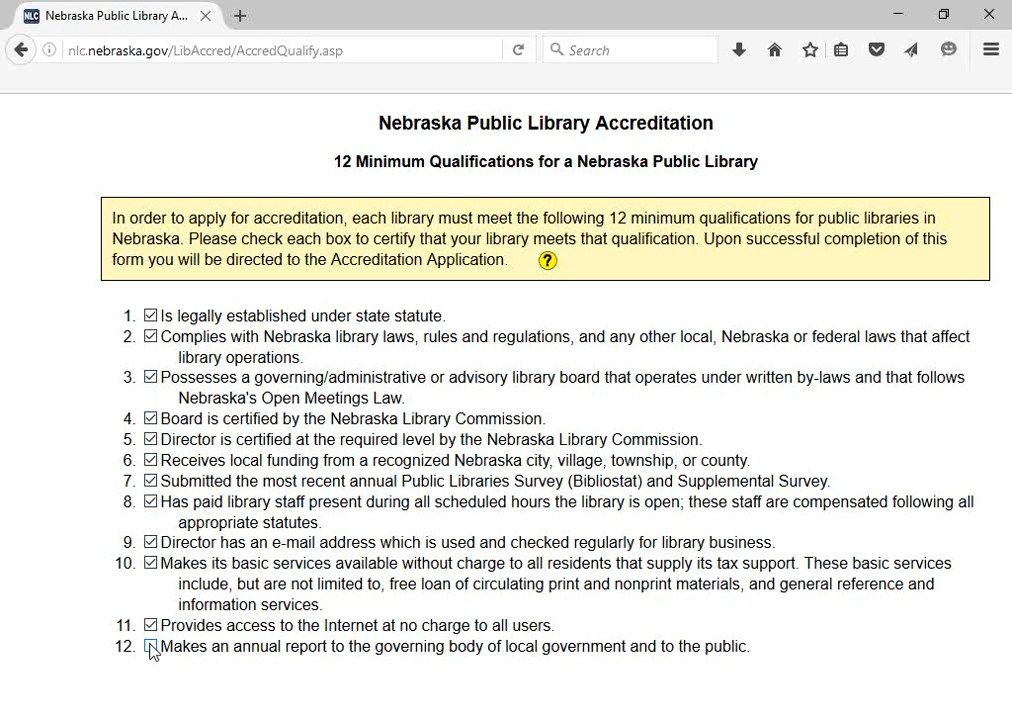 NLC Nebraska Public Library A...
nlc.nebraska.gov/LibAccred/AccredQualify.asp
Search
Nebraska Public Library Accreditation
12 Minimum Qualifications for a Nebraska Public Library
In order to apply for accreditation, each library must meet the following 12 minimum qualifications for public libraries in
Nebraska. Please check each box to certify that your library meets that qualification. Upon successful completion of this
form you will be directed to the Accreditation Application. ?
1. Is legally established under state statute.
2. Complies with Nebraska library laws, rules and regulations, and any other local, Nebraska or federal laws that affect
library operations.
3. Possesses a governing/administrative or advisory library board that operates under written by-laws and that follows
Nebraska's Open Meetings Law.
4. Board is certified by the Nebraska Library Commission.
5. Director is certified at the required level by the Nebraska Library Commission.
6. Receives local funding from a recognized Nebraska city, village, township, or county.
7. Submitted the most recent annual Public Libraries Survey (Bibliostat) and Supplemental Survey.
8. Has paid library staff present during all scheduled hours the library is open; these staff are compensated following all
appropriate statutes.
9. Director has an e-mail address which is used and checked regularly for library business.
10. Makes its basic services available without charge to all residents that supply its tax support. These basic services
include, but are not limited to, free loan of circulating print and nonprint materials, and general reference and
information services.
11. Provides access to the Internet at no charge to all users.
12. Makes an annual report to the governing body of local government and to the public.